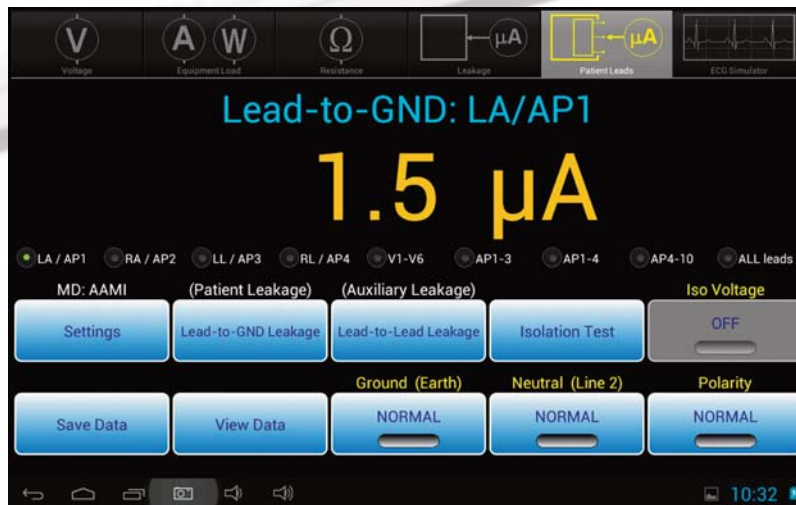 V A W Ω µA µA
Voltage Equipment Load Resistance Leakage Patient Leads ECG Simulator
Lead-to-GND: LA/AP1
1.5 µA
LA / AP1 RA / AP2 LL / AP3 RL / AP4 V1-V6 AP1-3 AP1-4 AP4-10 ALL leads
MD: AAMI (Patient Leakage) (Auxiliary Leakage) Iso Voltage
Settings Lead-to-GND Leakage Lead-to-Lead Leakage Isolation Test OFF
Ground (Earth) Neutral (Line 2) Polarity
Save Data View Data NORMAL NORMAL NORMAL
10:32